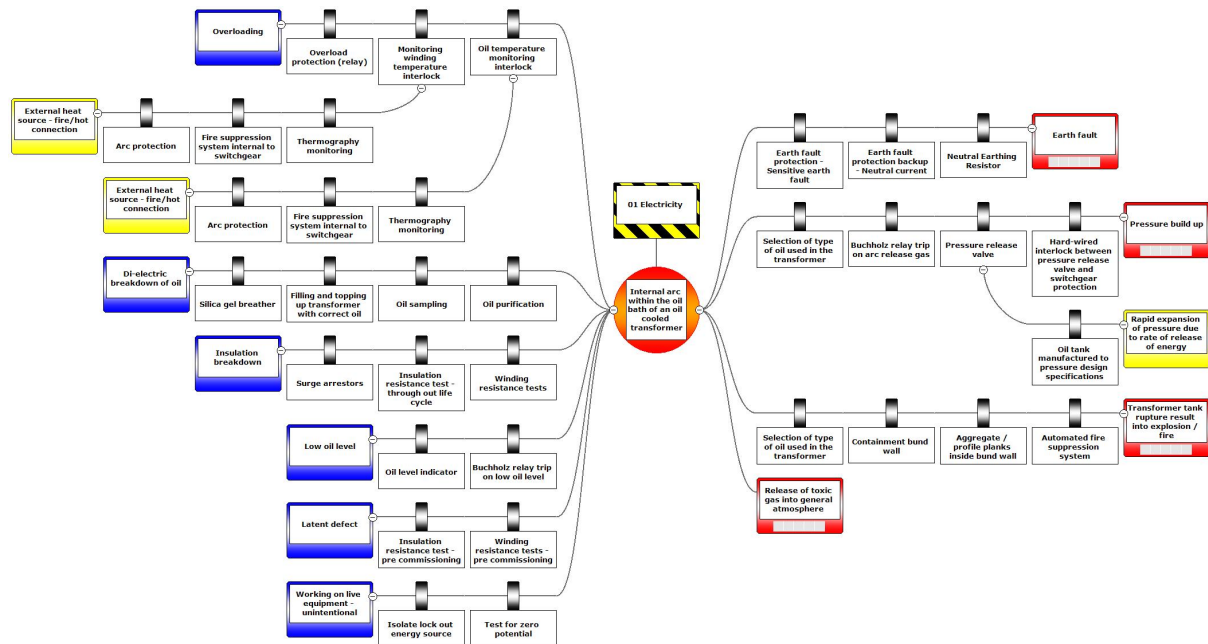 Overloading
Overload
protection (relay)
Monitoring
winding
temperature
interlock
Oil temperature
monitoring
interlock
External heat
source - fire/hot
connection
Arc protection
Fire suppression
system internal to
switchgear
Thermography
monitoring
External heat
source - fire/hot
connection
Arc protection
Fire suppression
system internal to
switchgear
Thermography
monitoring
Di-electric
breakdown of oil
Silica gel breather
Filling and topping
up transformer
with correct oil
Oil sampling
Oil purification
Insulation
breakdown
Surge arrestors
Insulation
resistance test -
through out life
cycle
Winding
resistance tests
Low oil level
Oil level indicator
Buchholz relay trip
on low oil level
Latent defect
Insulation
resistance test -
pre commissioning
Winding
resistance tests -
pre commissioning
Working on live
equipment -
unintentional
Isolate lock out
energy source
Test for zero
potential
01 Electricity
Internal arc
within the oil
bath of an oil
cooled
transformer
Earth fault
protection -
Sensitive earth
fault
Earth fault
protection backup
- Neutral current
Neutral Earthing
Resistor
Earth fault
Selection of type
of oil used in the
transformer
Buchholz relay trip
on arc release gas
Pressure release
valve
Hard-wired
interlock between
pressure release
valve and
switchgear
protection
Pressure build up
Oil tank
manufactured to
pressure design
specifications
Rapid expansion
of pressure due
to rate of release
of energy
Selection of type
of oil used in the
transformer
Containment bund
wall
Aggregate /
profile planks
inside bund wall
Automated fire
suppression
system
Transformer tank
rupture result
into explosion /
fire
Release of toxic
gas into general
atmosphere